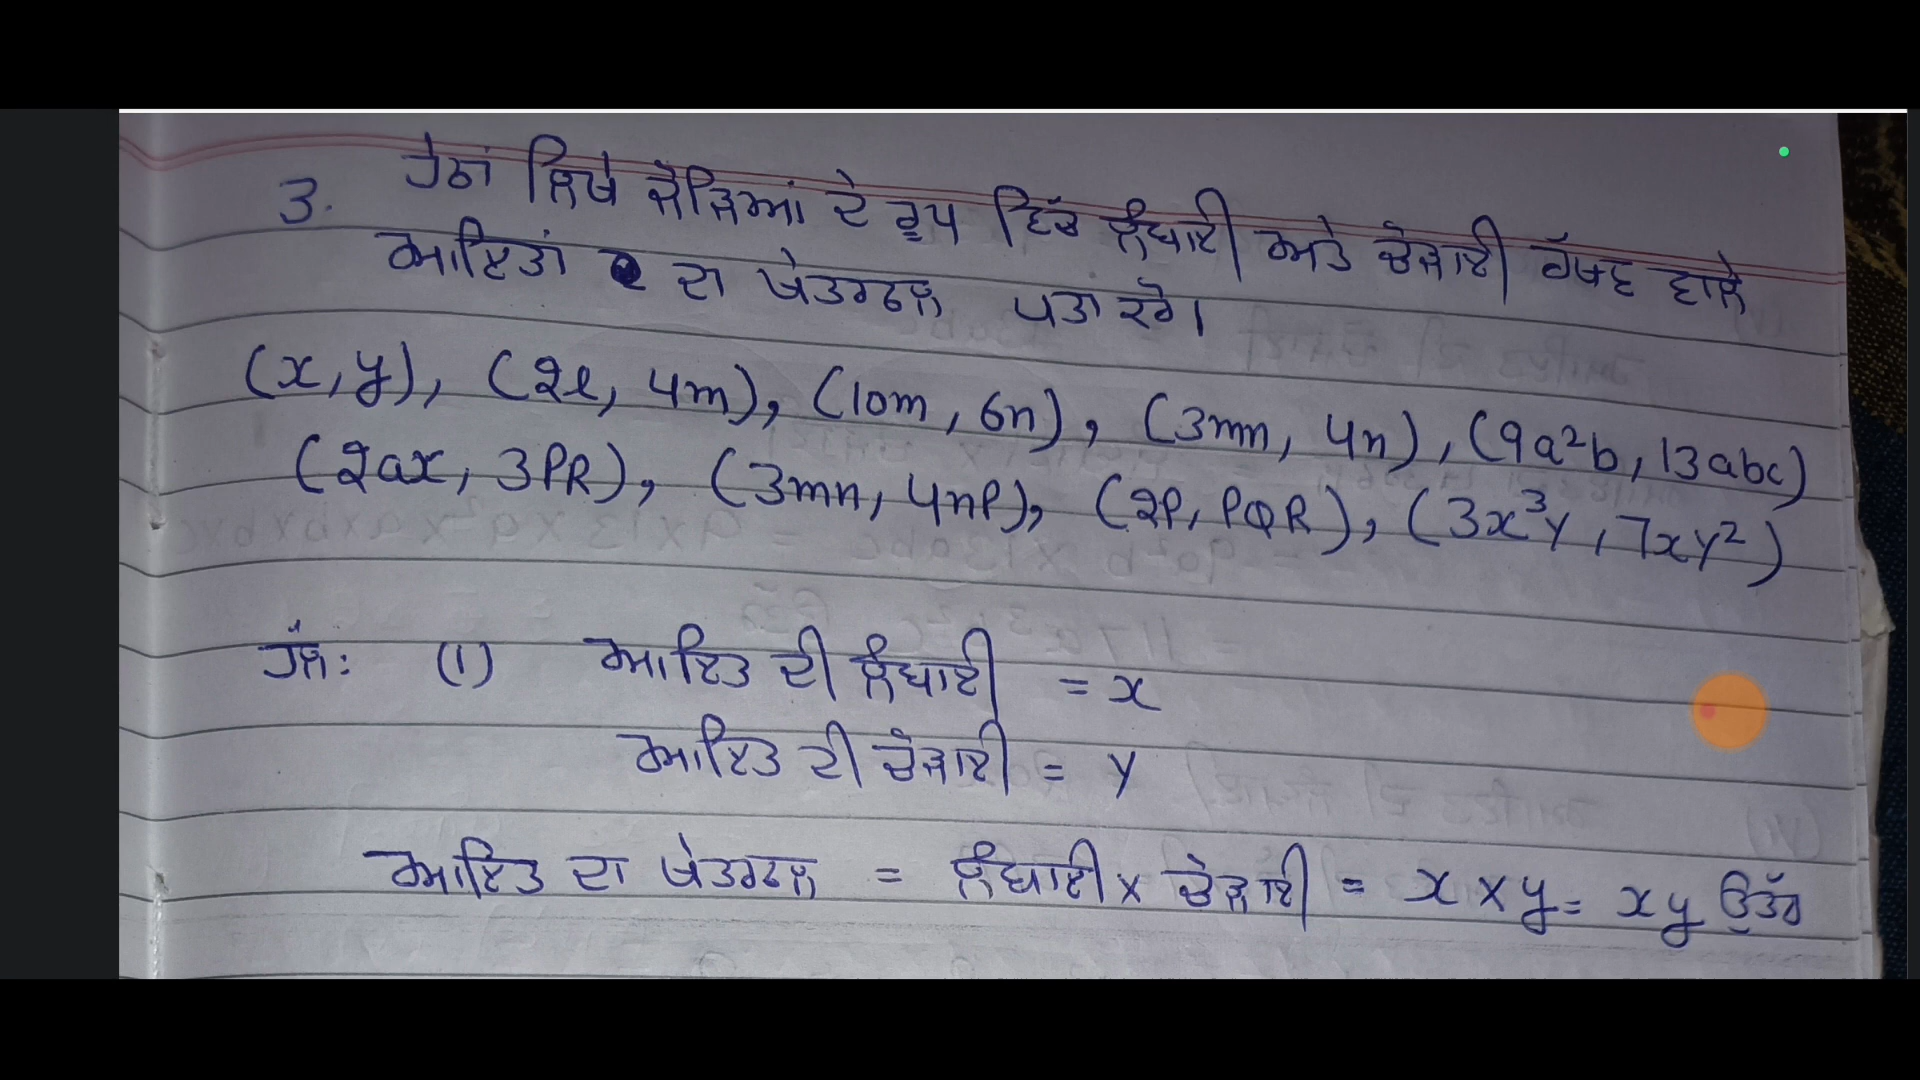 3. ਹੇਠਾਂ ਲਿਖੇ ਜੋੜਿਆਂ ਦੇ ਰੂਪ ਵਿੱਚ ਲੰਬਾਈ ਅਤੇ ਚੌੜਾਈ ਰੱਖਣ ਵਾਲੇ
ਆਇਤਾਂ ਦਾ ਖੇਤਰਫਲ ਪਤਾ ਕਰੋ।
(x, y), (2l, 4m), (10m, 6n), (3mn, 4n), (9a²b, 13abc)
(2ax, 3PR), (3mn, 4nP), (2P, PQR), (3x³y, 7xy²)
ਹੱਲ: (1) ਆਇਤ ਦੀ ਲੰਬਾਈ = x
ਆਇਤ ਦੀ ਚੌੜਾਈ = y
ਆਇਤ ਦਾ ਖੇਤਰਫਲ = ਲੰਬਾਈ × ਚੌੜਾਈ = x × y = xy ਉੱਤਰ